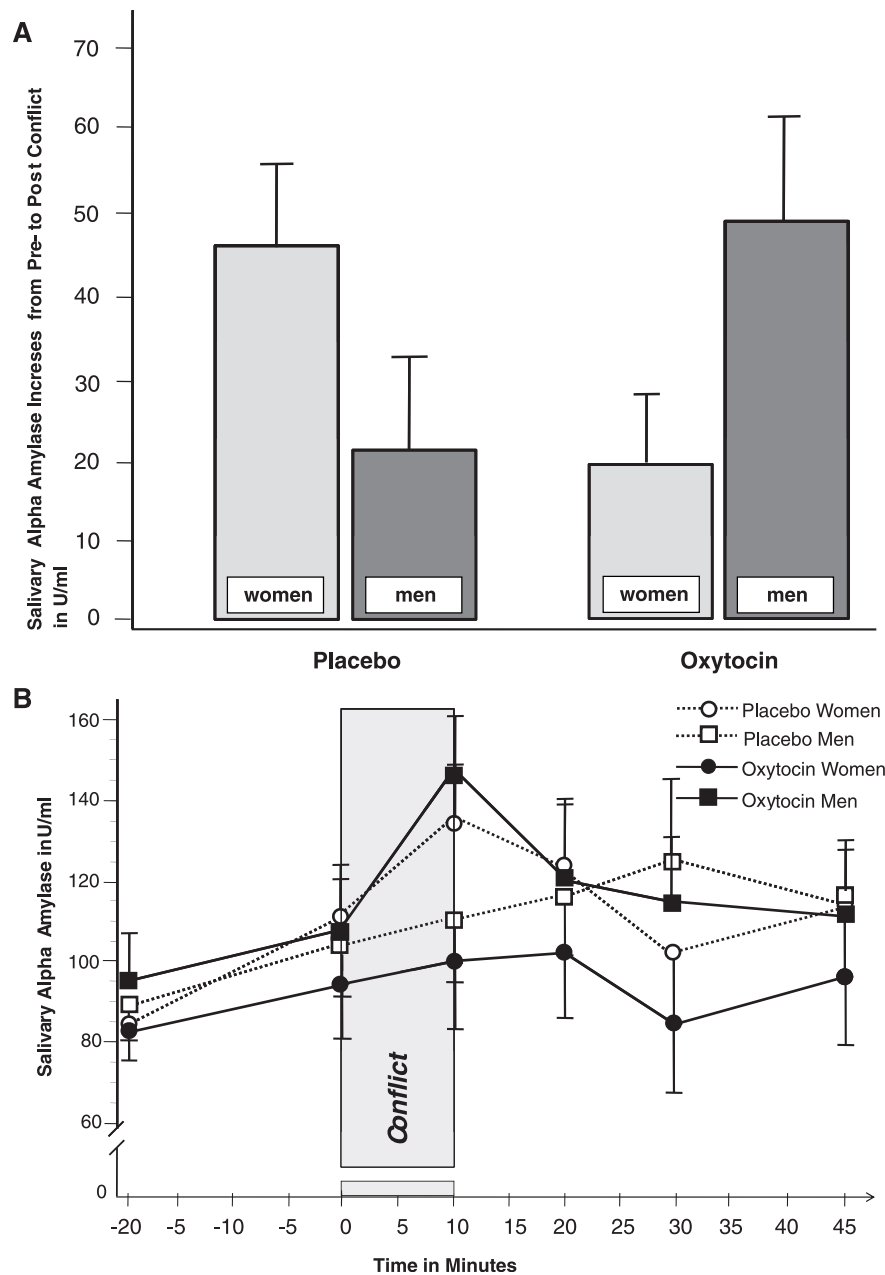 A
Salivary Alpha Amylase Increses from Pre- to Post Conflict
in U/ml
70
60
50
40
30
20
10
0
women
men
women
men
Placebo
Oxytocin
B
Salivary Alpha Amylase in U/ml
160
140
120
100
80
60
0
Placebo Women
Placebo Men
Oxytocin Women
Oxytocin Men
Conflict
-20 -5 -10 -5 0 5 10 15 20 25 30 35 40 45
Time in Minutes